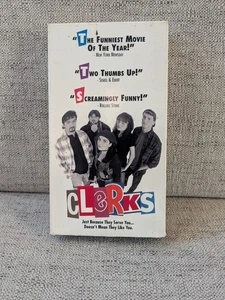 "The Funniest Movie
Of The Year!"
-New York Newsday
"Two Thumbs Up!"
-Siskel & Ebert
"Screamingly Funny!"
-Rolling Stone
CLERKS
Just Because They Serve You...
Doesn't Mean They Like You.